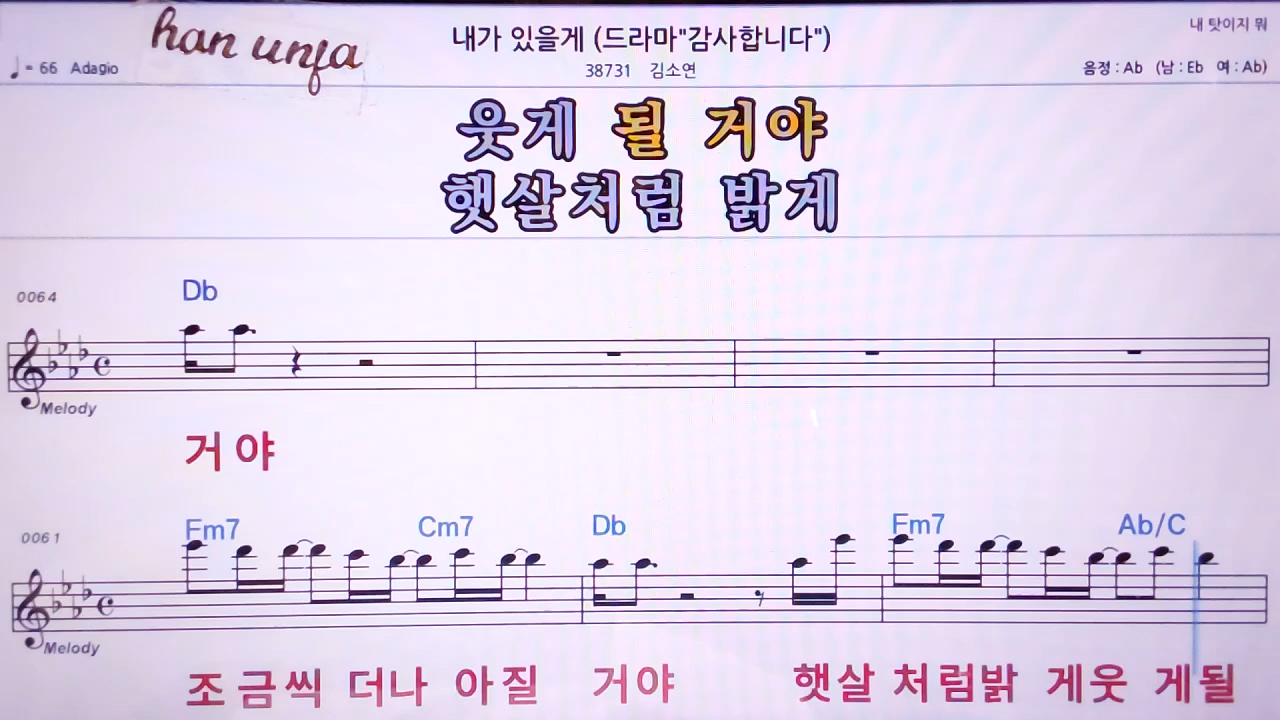 han unja
내가 있을게 (드라마"감사합니다")
내 탓이지 뭐
♩= 66 Adagio
38731 김소연
음정 : Ab (남 : Eb 여 : Ab)
웃게 될 거야
햇살처럼 밝게
0064
Db
Melody
거 야
0061
Fm7 Cm7 Db Fm7 Ab/C
Melody
조 금씩 더나 아질 거야 햇살 처럼밝 게웃 게될